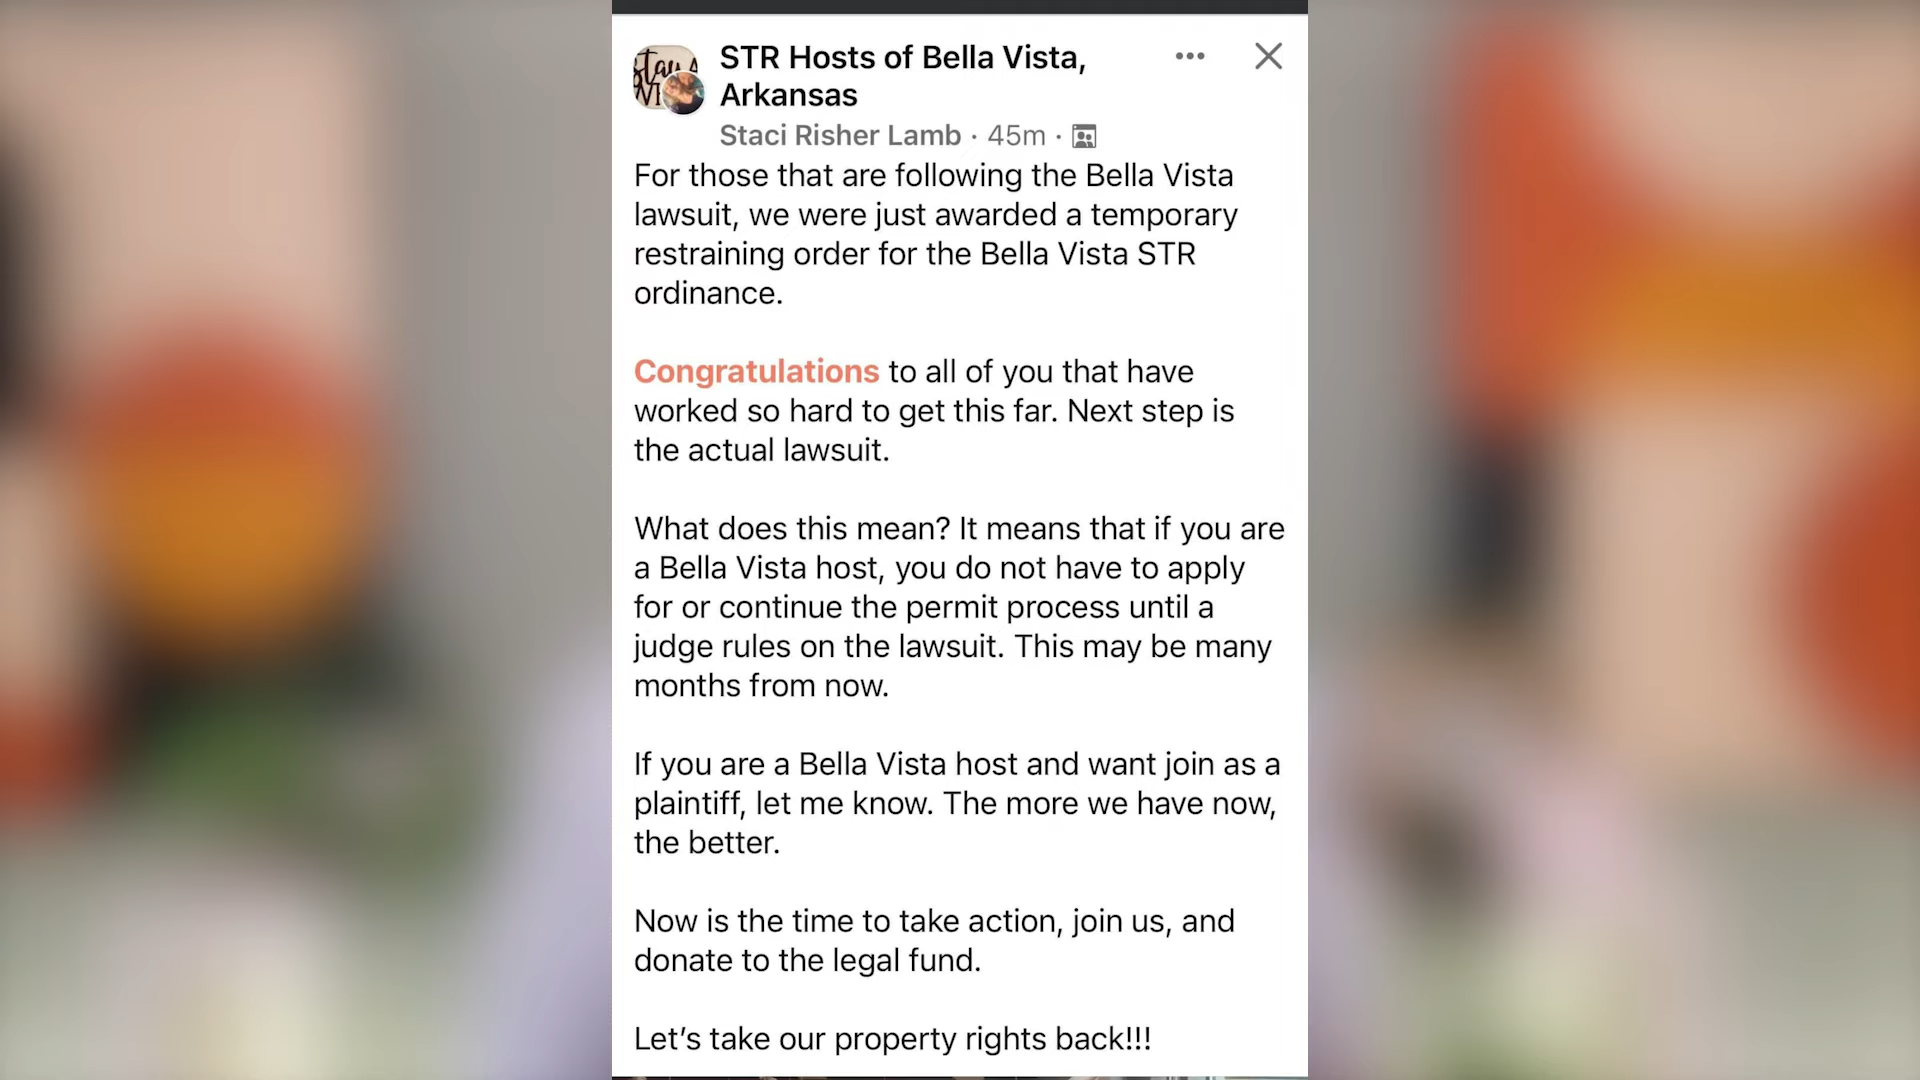 STR Hosts of Bella Vista,
Arkansas
Staci Risher Lamb · 45m ·
For those that are following the Bella Vista
lawsuit, we were just awarded a temporary
restraining order for the Bella Vista STR
ordinance.
Congratulations to all of you that have
worked so hard to get this far. Next step is
the actual lawsuit.
What does this mean? It means that if you are
a Bella Vista host, you do not have to apply
for or continue the permit process until a
judge rules on the lawsuit. This may be many
months from now.
If you are a Bella Vista host and want join as a
plaintiff, let me know. The more we have now,
the better.
Now is the time to take action, join us, and
donate to the legal fund.
Let’s take our property rights back!!!